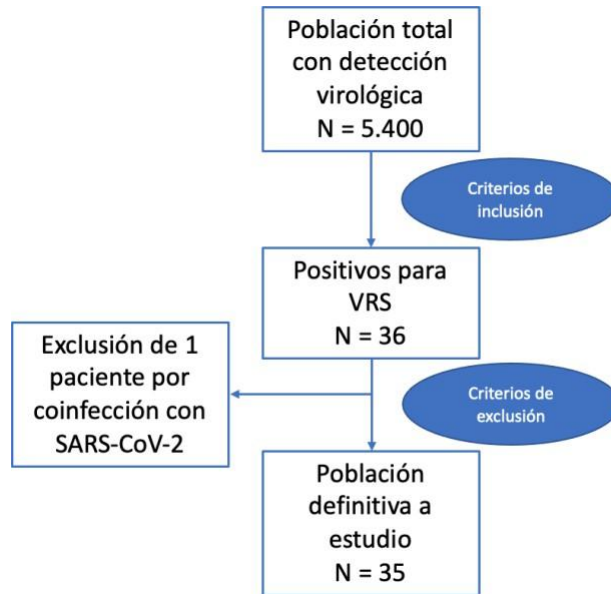 Población total
con detección
virológica
N = 5.400
Criterios de
inclusión
Positivos para
VRS
N = 36
Exclusión de 1
paciente por
coinfección con
SARS-CoV-2
Criterios de
exclusión
Población
definitiva a
estudio
N = 35